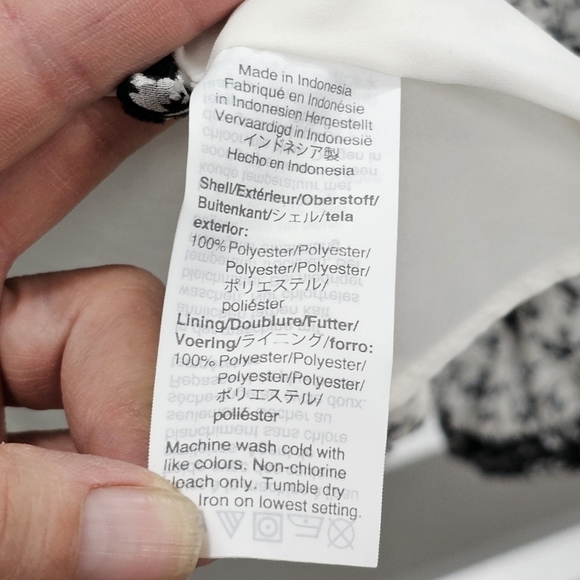 Made in Indonesia
Fabriqué en Indonésie
in Indonesien Hergestellt
Vervaardigd in Indonesië
インドネシア製
Hecho en Indonesia
Shell/Extérieur/Oberstoff/
Buitenkant/シェル/tela
exterior:
100% Polyester/Polyester/
Polyester/Polyester/
ポリエステル/
poliéster
Lining/Doublure/Futter/
Voering/ライニング/forro:
100% Polyester/Polyester/
Polyester/Polyester/
ポリエステル/
poliéster
Machine wash cold with
like colors. Non-chlorine
bleach only. Tumble dry
Iron on lowest setting.